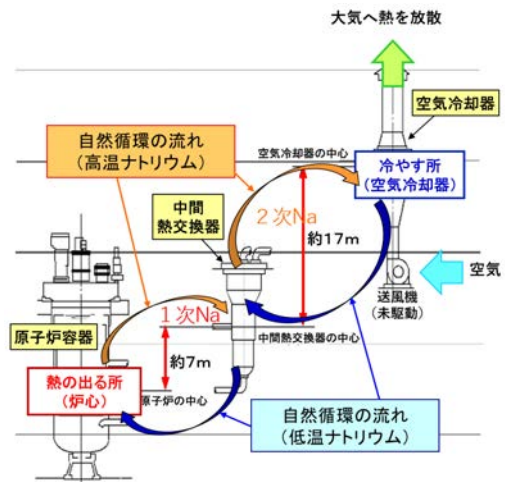 大気へ熱を放散
空気冷却器
自然循環の流れ
（高温ナトリウム）
空気冷却器の中心
冷やす所
（空気冷却器）
中間
熱交換器
2次Na
約17m
空気
送風機
（未駆動）
1次Na
原子炉容器
中間熱交換器の中心
約7m
熱の出る所
（炉心）
原子炉の中心
自然循環の流れ
（低温ナトリウム）